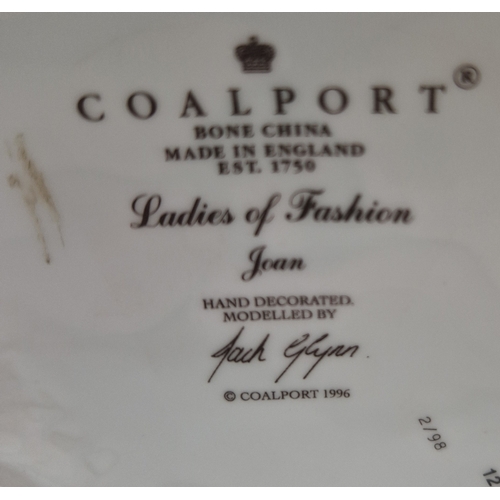 COALPORT®
BONE CHINA
MADE IN ENGLAND
EST. 1750
Ladies of Fashion
Joan
HAND DECORATED.
MODELLED BY
Jack Glynn.
© COALPORT 1996
2/98
12